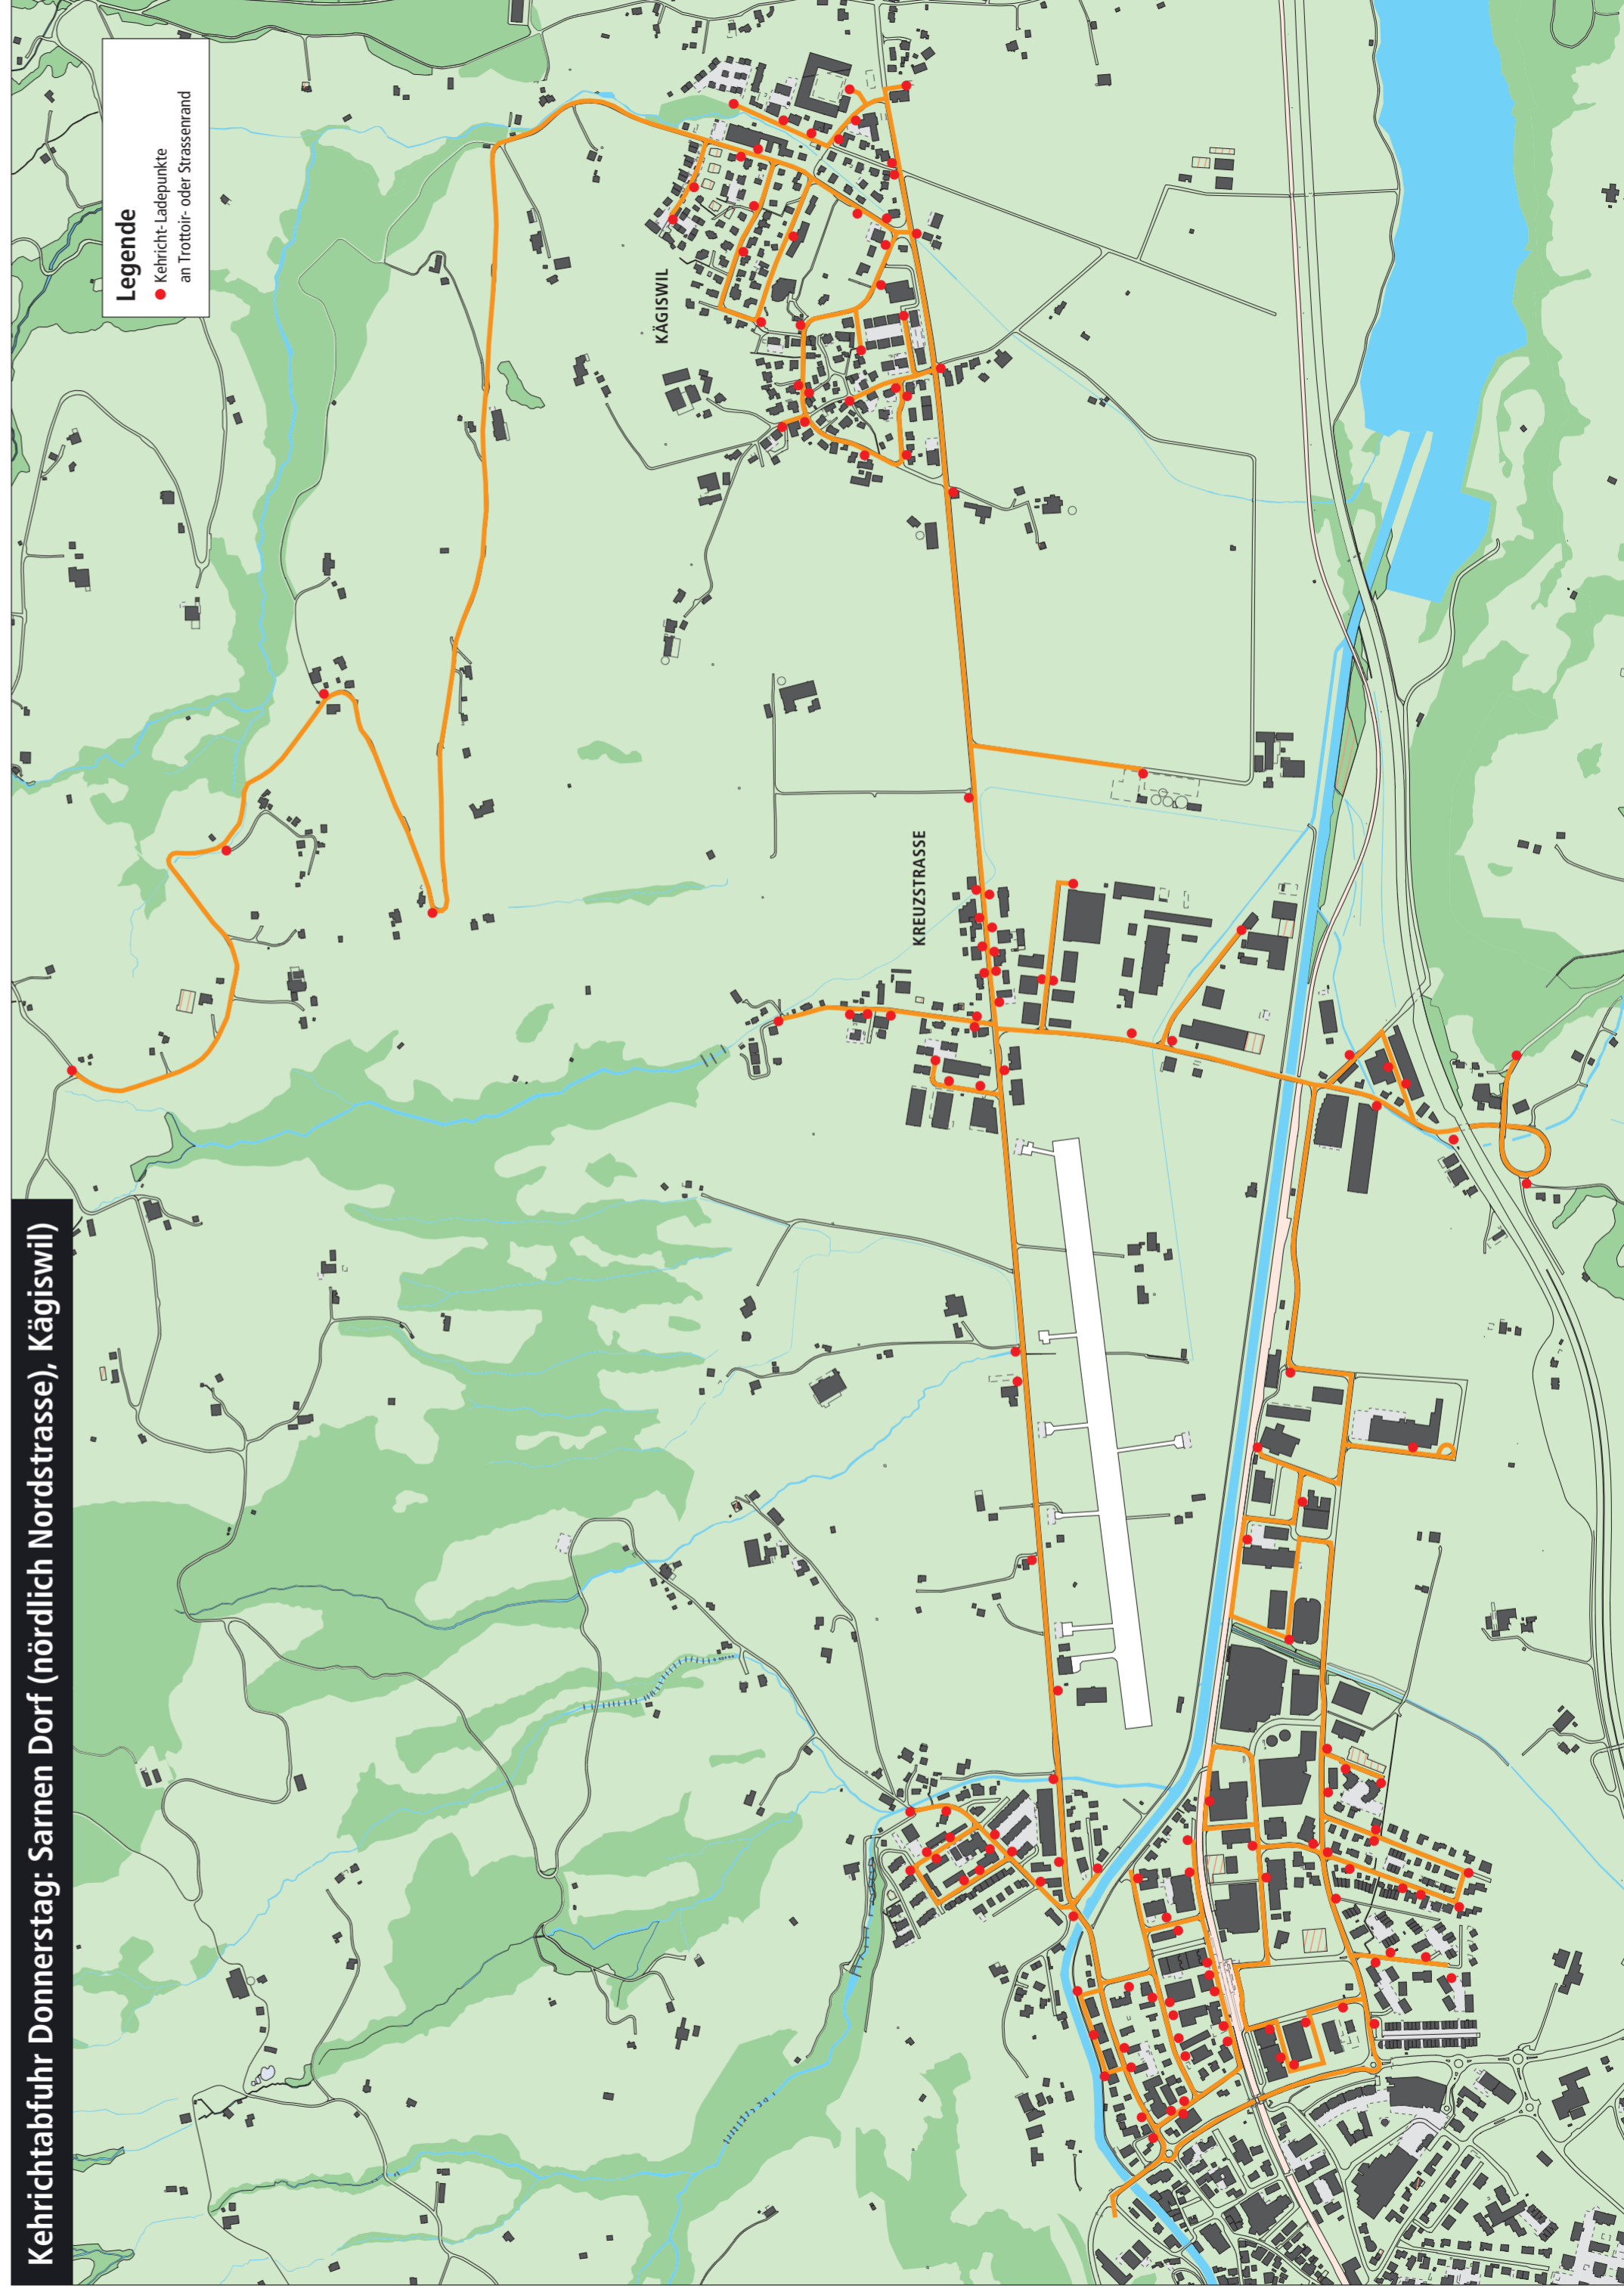 Kehrichtabfuhr Donnerstag: Sarnen Dorf (nördlich Nordstrasse), Kägiswil)
Legende
Kehricht-Ladepunkte
an Trottoir- oder Strassenrand
KÄGISWIL
KREUZSTRASSE